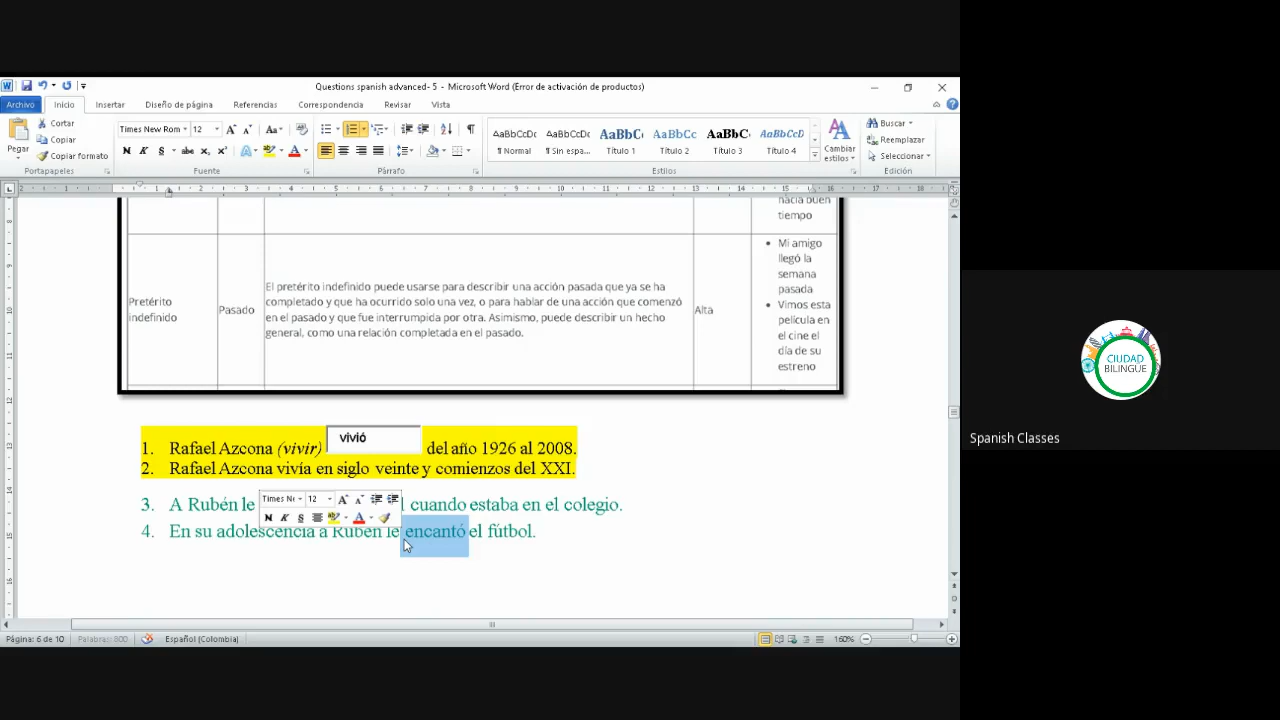 Questions spanish advanced- 5 - Microsoft Word (Error de activación de productos)
Archivo Inicio Insertar Diseño de página Referencias Correspondencia Revisar Vista
Pegar
Cortar
Copiar
Copiar formato
Portapapeles
Times New Rom 12
Fuente
Párrafo
AaBbCcDc AaBbCcDc AaBbC AaBbCc AaBbC AaBbCcD
¶ Normal ¶ Sin espa... Título 1 Título 2 Título 3 Título 4
Estilos
Cambiar estilos
Buscar
Reemplazar
Seleccionar
Edición
hacía buen
tiempo
Pretérito
indefinido
Pasado
El pretérito indefinido puede usarse para describir una acción pasada que ya se ha
completado y que ha ocurrido solo una vez, o para hablar de una acción que comenzó
en el pasado y que fue interrumpida por otra. Asimismo, puede describir un hecho
general, como una relación completada en el pasado.
Alta
• Mi amigo
llegó la
semana
pasada
• Vimos esta
película en
el cine el
día de su
estreno
1. Rafael Azcona (vivir) vivió del año 1926 al 2008.
2. Rafael Azcona vivía en siglo veinte y comienzos del XXI.
3. A Rubén le cuando estaba en el colegio.
4. En su adolescencia a Rubén le encantó el fútbol.
Página: 6 de 10 Palabras: 800 Español (Colombia) 160%
CIUDAD
BILINGÜE
Spanish Classes